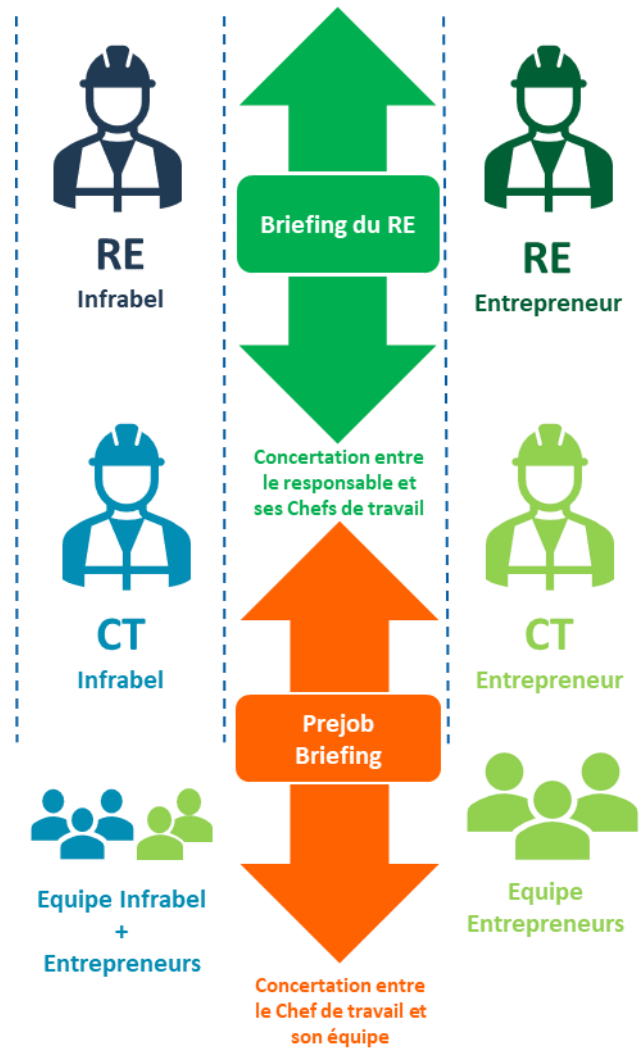 RE
Infrabel
Briefing du RE
RE
Entrepreneur
Concertation entre
le responsable et
ses Chefs de travail
CT
Infrabel
CT
Entrepreneur
Prejob
Briefing
Equipe Infrabel
+
Entrepreneurs
Equipe
Entrepreneurs
Concertation entre
le Chef de travail et
son équipe